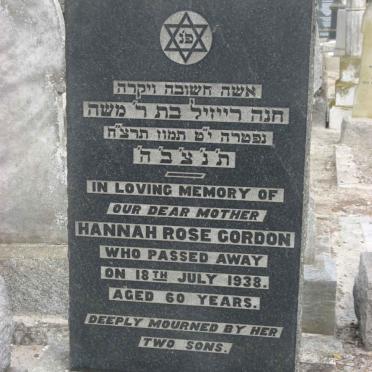 פ״נ
אשה חשובה ויקרה
חנה רייזיל בת ר׳ משה
נפטרה י״ט תמוז תרצ״ח
ת׳נ׳צ׳ב׳ה׳
IN LOVING MEMORY OF
OUR DEAR MOTHER
HANNAH ROSE GORDON
WHO PASSED AWAY
ON 18TH JULY 1938.
AGED 60 YEARS.
DEEPLY MOURNED BY HER
TWO SONS.